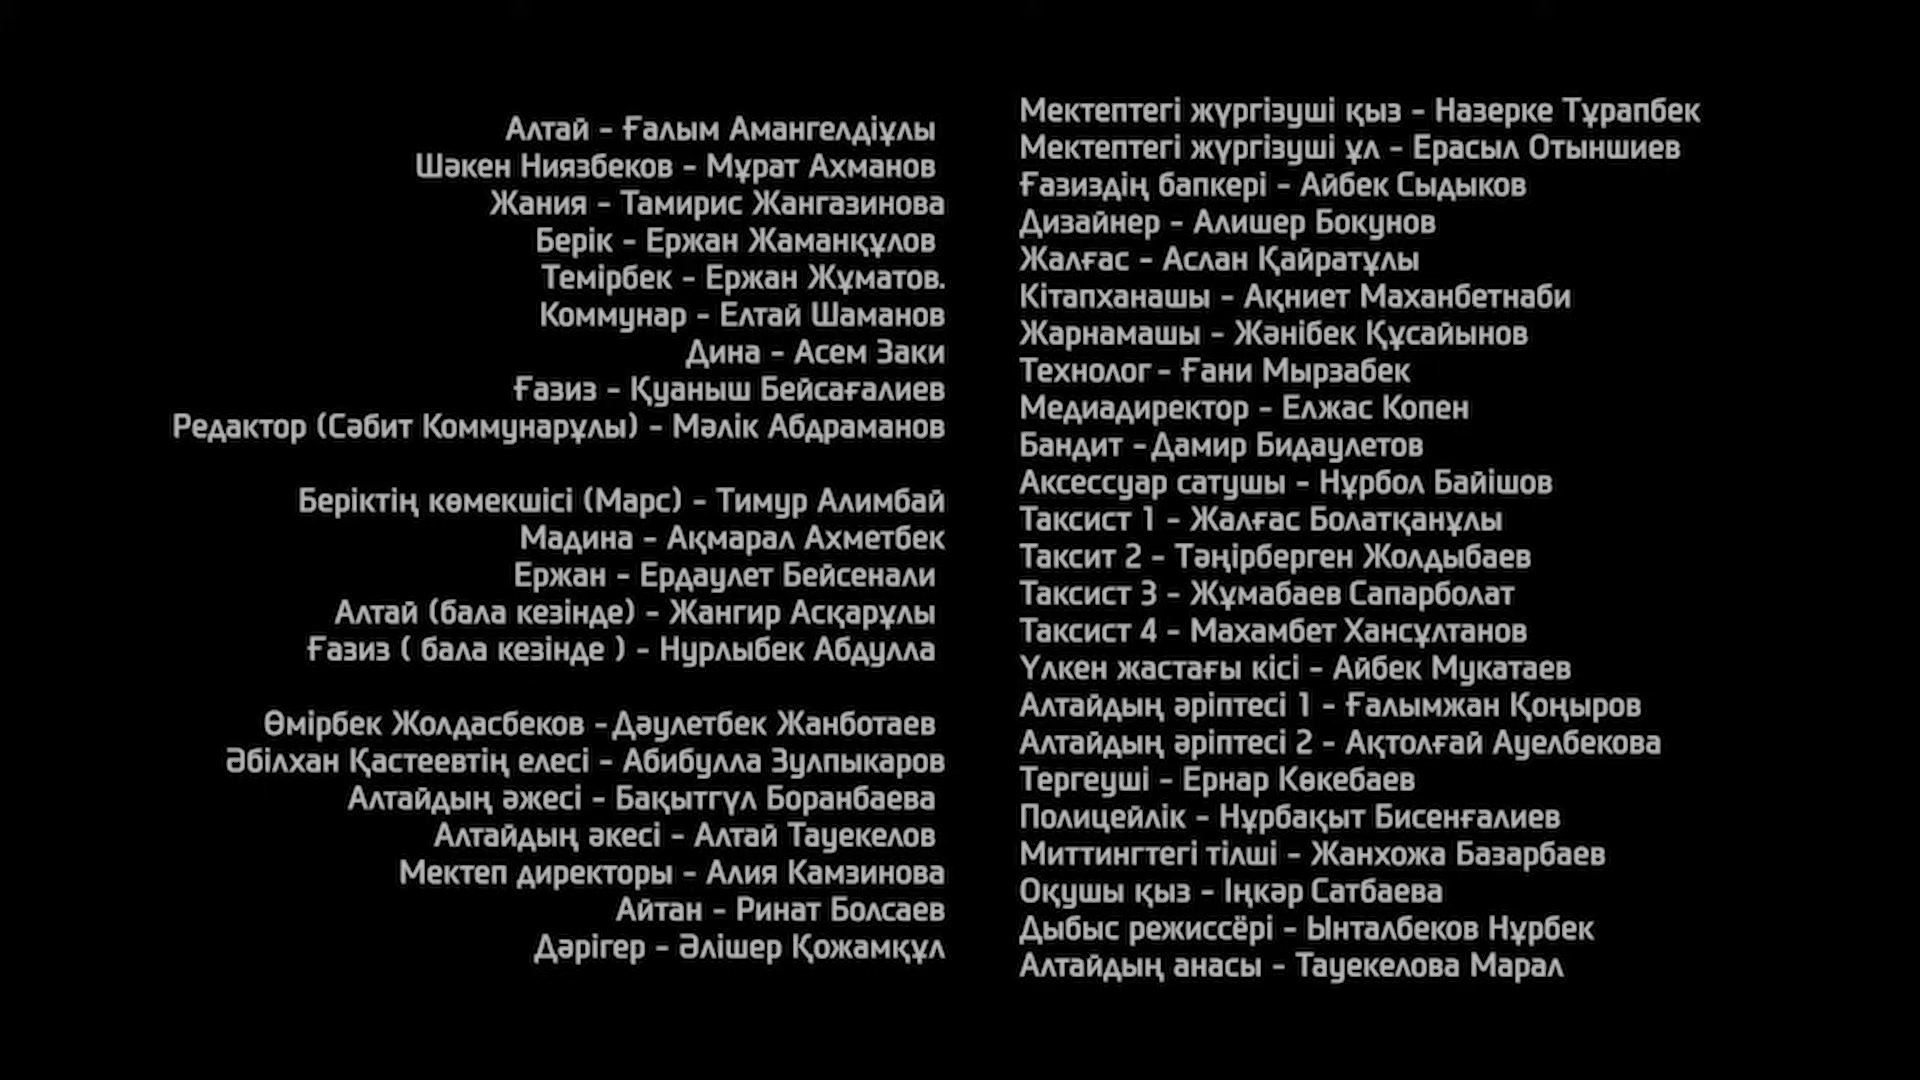 Алтай - Ғалым Амангелдіұлы
Шәкен Ниязбеков - Мұрат Ахманов
Жания - Тамирис Жангазинова
Берік - Ержан Жаманқұлов
Темірбек - Ержан Жұматов.
Коммунар - Елтай Шаманов
Дина - Асем Заки
Ғазиз - Қуаныш Бейсағалиев
Редактор (Сәбит Коммунарұлы) - Мәлік Абдраманов
Беріктің көмекшісі (Марс) - Тимур Алимбай
Мадина - Ақмарал Ахметбек
Ержан - Ердаулет Бейсенали
Алтай (бала кезінде) - Жангир Асқарұлы
Ғазиз ( бала кезінде ) - Нурлыбек Абдулла
Өмірбек Жолдасбеков -Дәулетбек Жанботаев
Әбілхан Қастеевтің елесі - Абибулла Зулпыкаров
Алтайдың әжесі - Бақытгүл Боранбаева
Алтайдың әкесі - Алтай Тауекелов
Мектеп директоры - Алия Камзинова
Айтан - Ринат Болсаев
Дәрігер - Әлішер Қожамқұл
Мектептегі жүргізуші қыз - Назерке Тұрапбек
Мектептегі жүргізуші ұл - Ерасыл Отыншиев
Ғазиздің бапкері - Айбек Сыдыков
Дизайнер - Алишер Бокунов
Жалғас - Аслан Қайратұлы
Кітапханашы - Ақниет Маханбетнаби
Жарнамашы - Жәнібек Құсайынов
Технолог - Ғани Мырзабек
Медиадиректор - Елжас Копен
Бандит -Дамир Бидаулетов
Аксессуар сатушы - Нұрбол Байішов
Таксист 1 - Жалғас Болатқанұлы
Таксит 2 - Тәңірберген Жолдыбаев
Таксист 3 - Жұмабаев Сапарболат
Таксист 4 - Махамбет Хансұлтанов
Үлкен жастағы кісі - Айбек Мукатаев
Алтайдың әріптесі 1 - Ғалымжан Қоңыров
Алтайдың әріптесі 2 - Ақтолғай Ауелбекова
Тергеуші - Ернар Көкебаев
Полицейлік - Нұрбақыт Бисенғалиев
Миттингтегі тілші - Жанхожа Базарбаев
Оқушы қыз - Іңкәр Сатбаева
Дыбыс режиссёрі - Ынталбеков Нұрбек
Алтайдың анасы - Тауекелова Марал